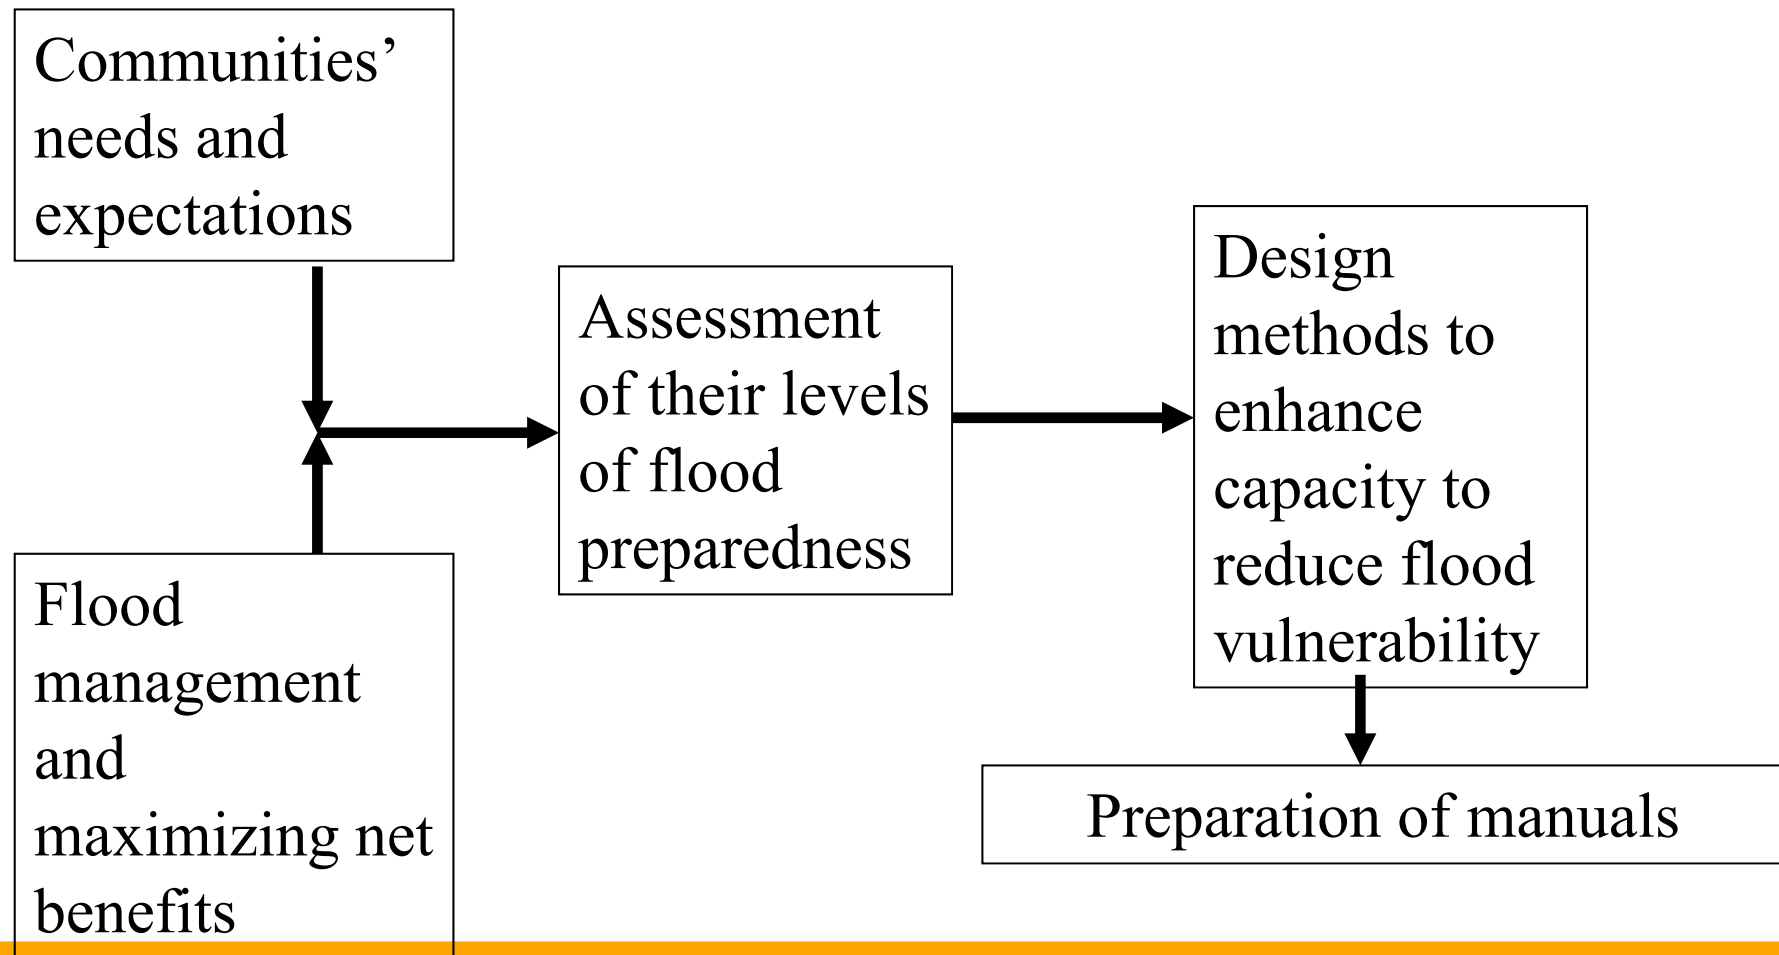 Communities’
needs and
expectations
Flood
management
and
maximizing net
benefits
Assessment
of their levels
of flood
preparedness
Design
methods to
enhance
capacity to
reduce flood
vulnerability
Preparation of manuals